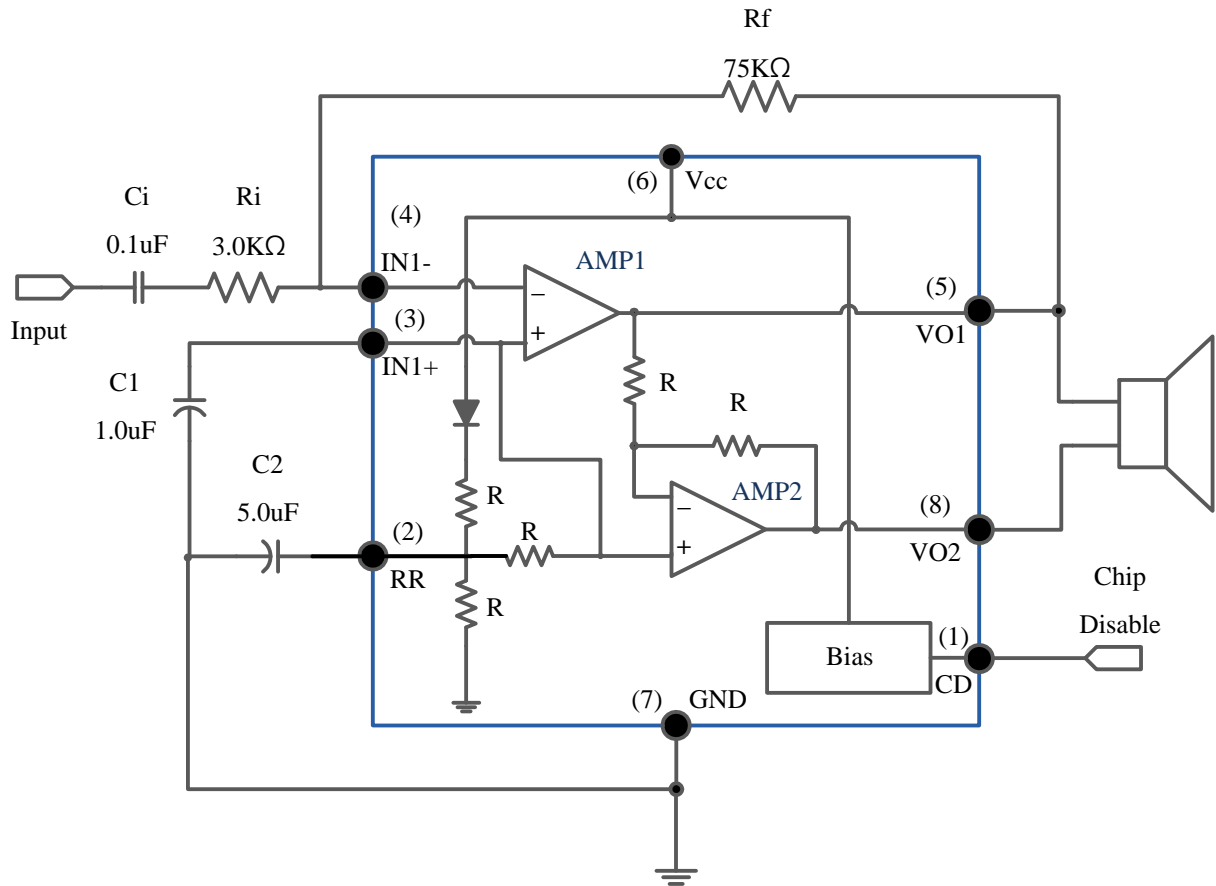 Rf
75KΩ
(6)
Vcc
Ci
Ri
0.1uF
3.0KΩ
(4)
IN1-
AMP1
−
+
(5)
VO1
Input
(3)
IN1+
C1
1.0uF
R
R
C2
5.0uF
R
AMP2
−
+
(8)
VO2
(2)
RR
R
R
Chip
Disable
Bias
(1)
CD
(7)
GND